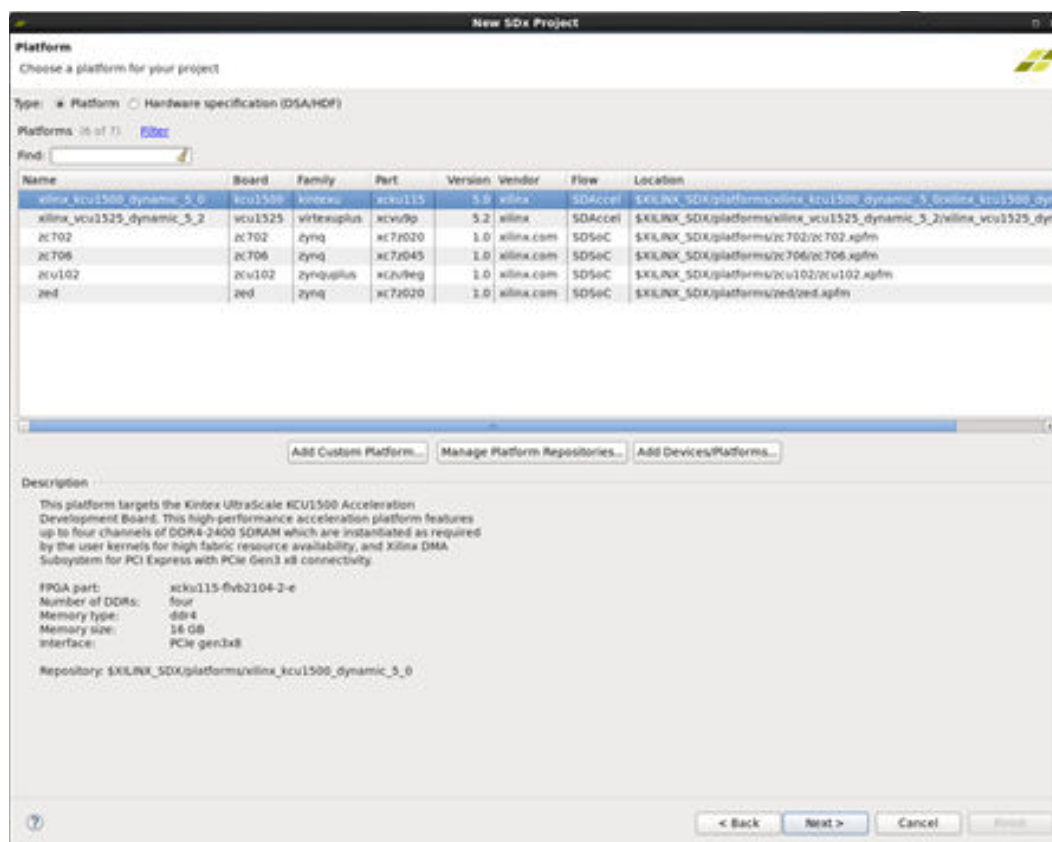 New SDx Project
Platform
Choose a platform for your project
Type: Platform Hardware specification (DSA/HDF)
Platforms (6 of 7) Filter
Find:
Name Board Family Part Version Vendor Flow Location
xilinx_kcu1500_dynamic_5_0 kcu1500 kintexu xcku115 5.0 xilinx SDAccel $XILINX_SDX/platforms/xilinx_kcu1500_dynamic_5_0/xilinx_kcu1500_dyn
xilinx_vcu1525_dynamic_5_2 vcu1525 virtexuplus xcvu9p 5.2 xilinx SDAccel $XILINX_SDX/platforms/xilinx_vcu1525_dynamic_5_2/xilinx_vcu1525_dyn
zc702 zc702 zynq xc7z020 1.0 xilinx.com SDSoC $XILINX_SDX/platforms/zc702/zc702.xpfm
zc706 zc706 zynq xc7z045 1.0 xilinx.com SDSoC $XILINX_SDX/platforms/zc706/zc706.xpfm
zcu102 zcu102 zynquplus xczu9eg 1.0 xilinx.com SDSoC $XILINX_SDX/platforms/zcu102/zcu102.xpfm
zed zed zynq xc7z020 1.0 xilinx.com SDSoC $XILINX_SDX/platforms/zed/zed.xpfm
Add Custom Platform... Manage Platform Repositories... Add Devices/Platforms...
Description
This platform targets the Kintex UltraScale KCU1500 Acceleration
Development Board. This high-performance acceleration platform features
up to four channels of DDR4-2400 SDRAM which are instantiated as required
by the user kernels for high fabric resource availability, and Xilinx DMA
Subsystem for PCI Express with PCIe Gen3 x8 connectivity.
FPGA part: xcku115-flvb2104-2-e
Number of DDRs: four
Memory type: ddr4
Memory size: 16 GB
Interface: PCIe gen3x8
Repository: $XILINX_SDX/platforms/xilinx_kcu1500_dynamic_5_0
< Back Next > Cancel Finish